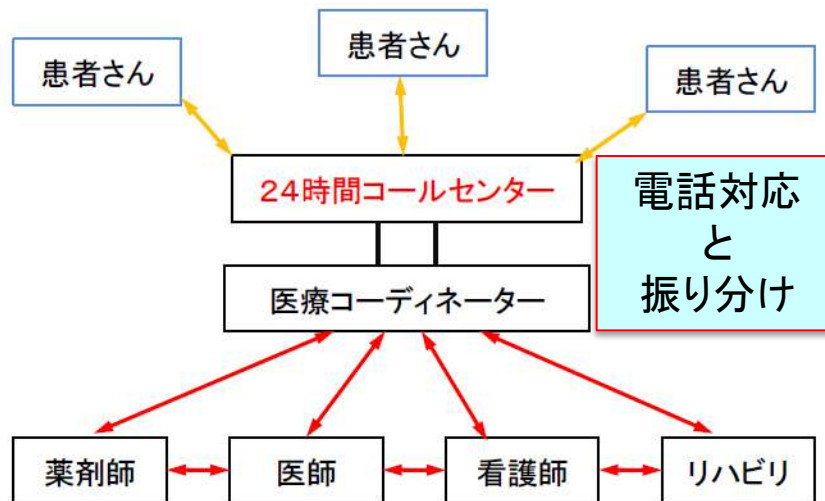 患者さん
患者さん
患者さん
24時間コールセンター
電話対応
と
振り分け
医療コーディネーター
薬剤師
医師
看護師
リハビリ